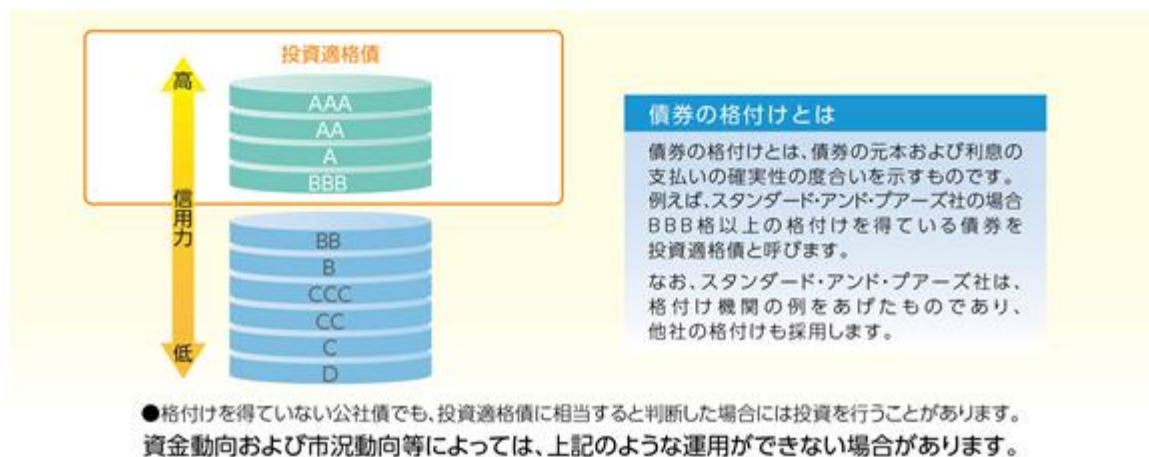 投資適格債
高
信用力
低
AAA
AA
A
BBB
BB
B
CCC
CC
C
D
債券の格付けとは
債券の格付けとは、債券の元本および利息の
支払いの確実性の度合いを示すものです。
例えば、スタンダード・アンド・プアーズ社の場合
BBB格以上の格付けを得ている債券を
投資適格債と呼びます。
なお、スタンダード・アンド・プアーズ社は、
格付け機関の例をあげたものであり、
他社の格付けも採用します。
●格付けを得ていない公社債でも、投資適格債に相当すると判断した場合には投資を行うことがあります。
資金動向および市況動向等によっては、上記のような運用ができない場合があります。